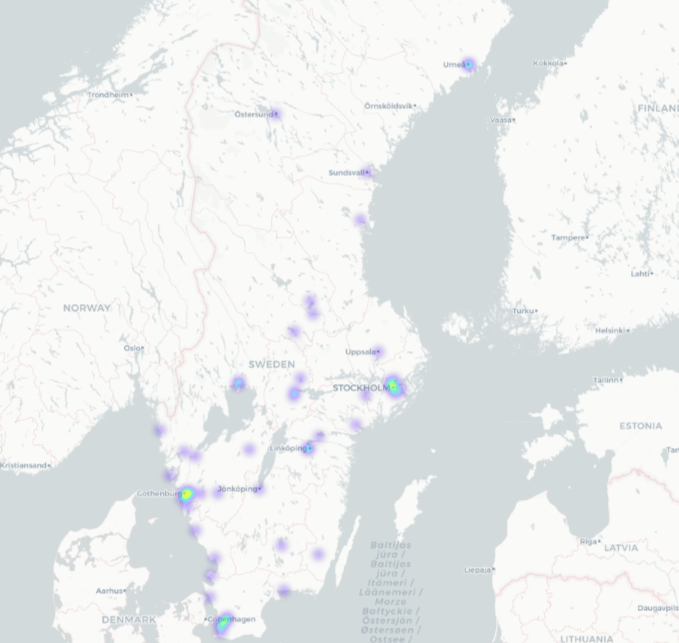 Umeå
Kokkola
Trondheim
Östersund
Örnsköldsvik
FINLAND
Vaasa
Sundsvall
Tampere
Lahti
NORWAY
Turku
Helsinki
Oslo
Uppsala
SWEDEN
Tallinn
STOCKHOLM
ESTONIA
Linköping
Kristiansand
Jönköping
Gothenburg
Baltijas
jūra /
Baltijos
jūra /
Itämeri /
Läänemeri /
Morze
Bałtyckie /
Östersjön /
Østersøen /
Ostsee /
Riga
LATVIA
Liepaja
Aarhus
Daugavpils
DENMARK
Copenhagen
LITHUANIA